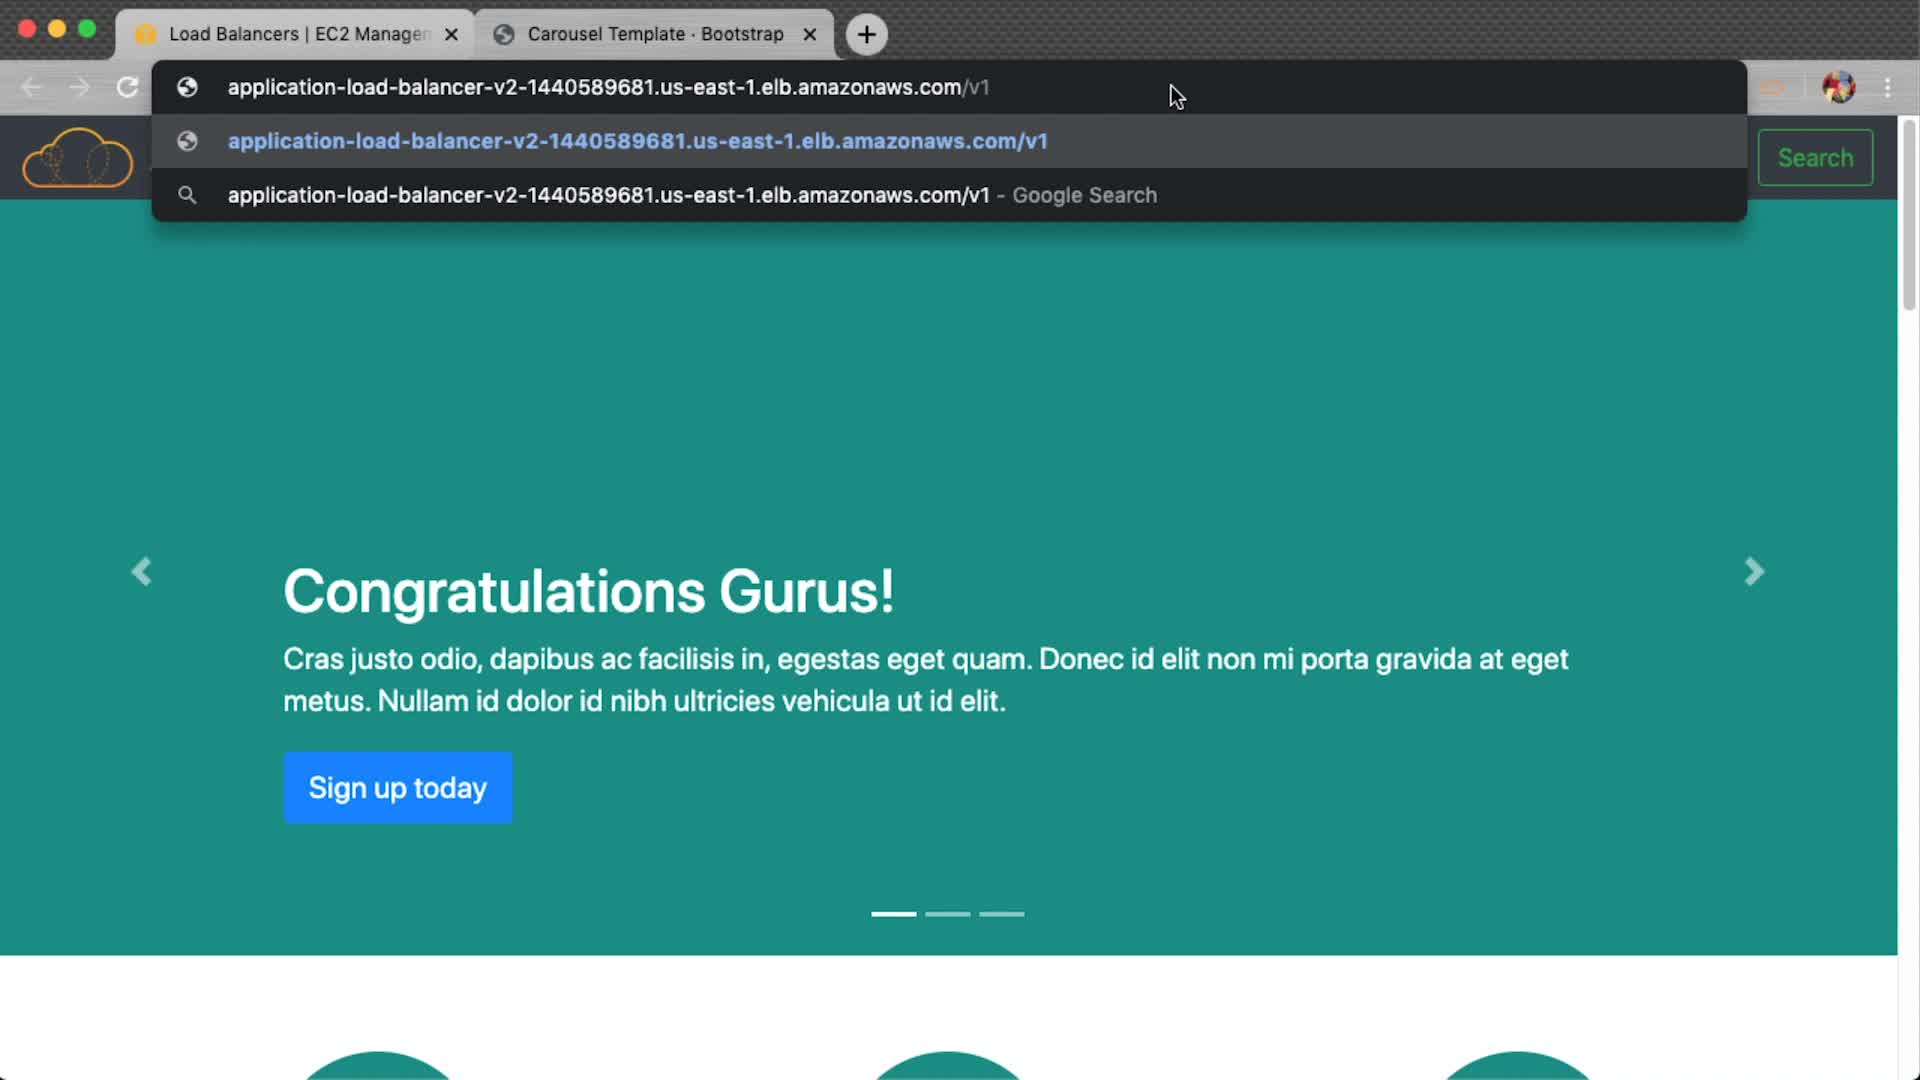 Load Balancers | EC2 Manager
Carousel Template · Bootstrap
application-load-balancer-v2-1440589681.us-east-1.elb.amazonaws.com/v1
application-load-balancer-v2-1440589681.us-east-1.elb.amazonaws.com/v1
application-load-balancer-v2-1440589681.us-east-1.elb.amazonaws.com/v1 - Google Search
Search
Congratulations Gurus!
Cras justo odio, dapibus ac facilisis in, egestas eget quam. Donec id elit non mi porta gravida at eget
metus. Nullam id dolor id nibh ultricies vehicula ut id elit.
Sign up today